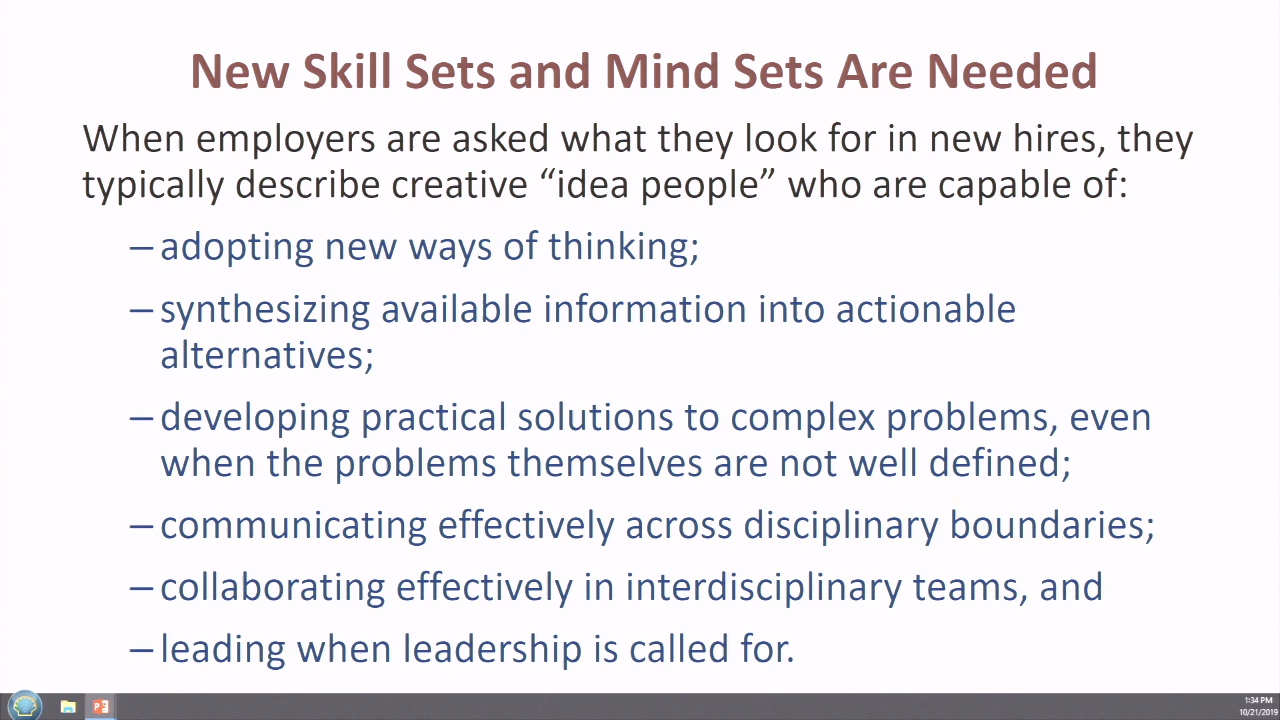 New Skill Sets and Mind Sets Are Needed
When employers are asked what they look for in new hires, they
typically describe creative “idea people” who are capable of:
– adopting new ways of thinking;
– synthesizing available information into actionable
alternatives;
– developing practical solutions to complex problems, even
when the problems themselves are not well defined;
– communicating effectively across disciplinary boundaries;
– collaborating effectively in interdisciplinary teams, and
– leading when leadership is called for.
1:34 PM
10/21/2019